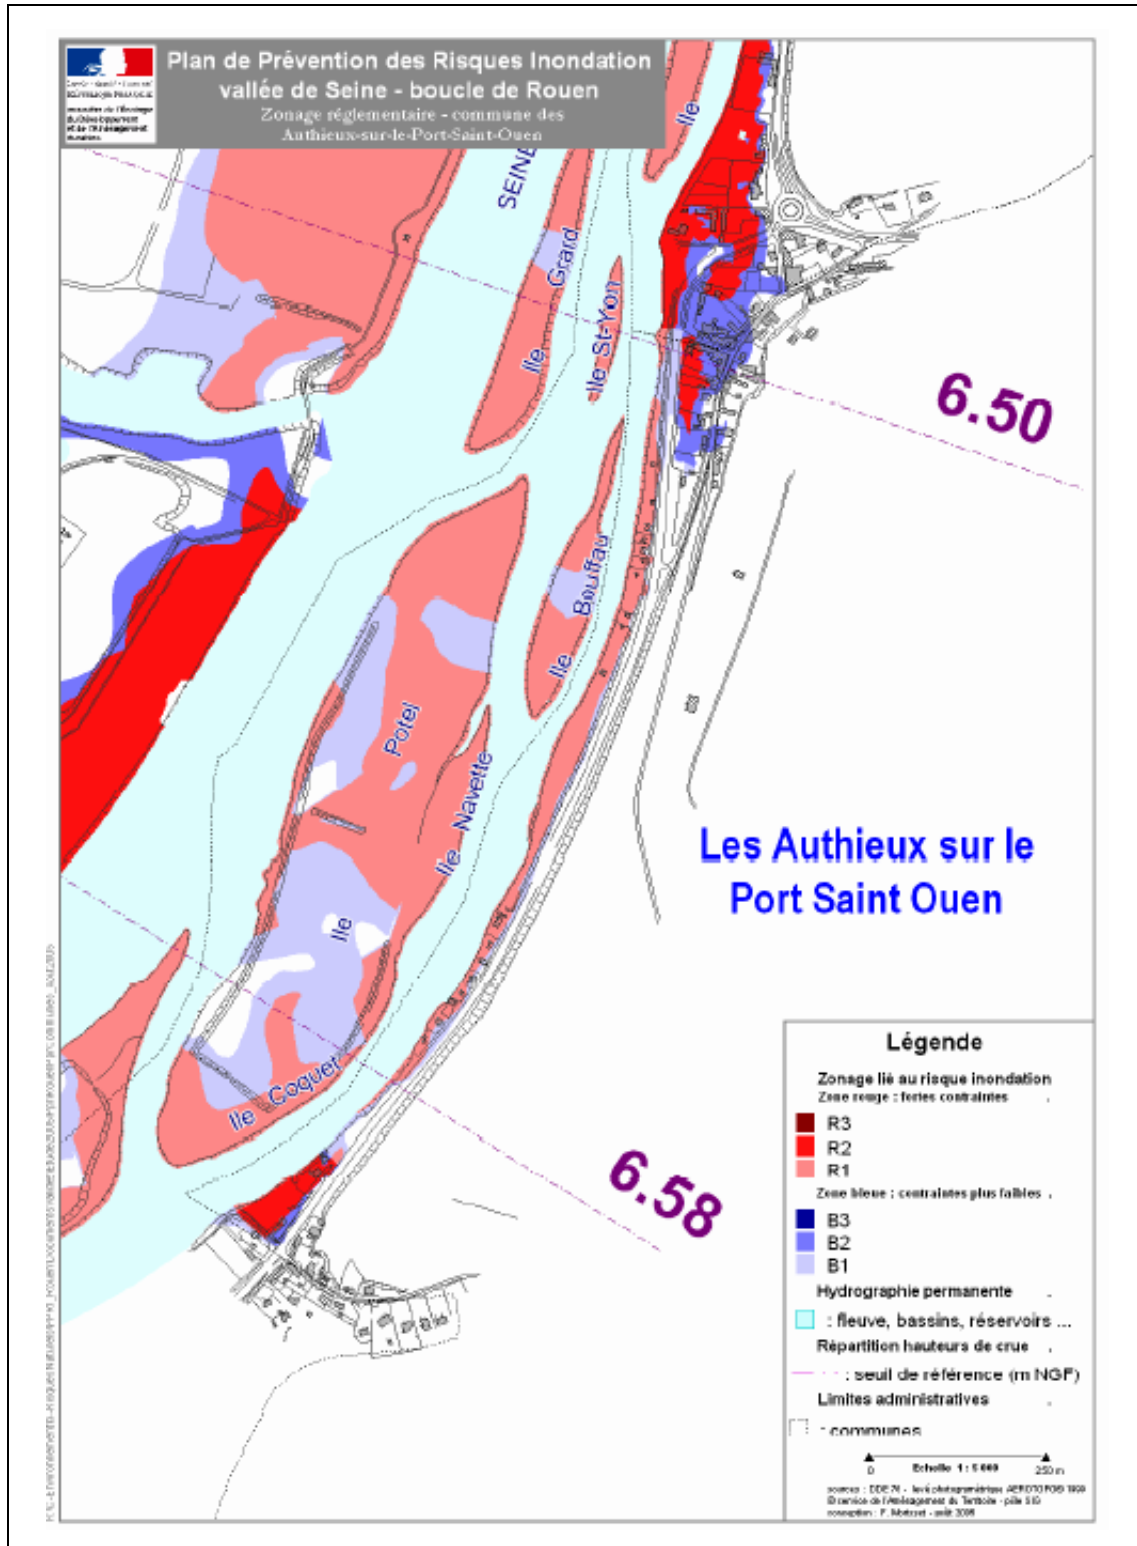 Plan de Prévention des Risques Inondation
vallée de Seine - boucle de Rouen
Zonage réglementaire - commune des
Authieux-sur-le-Port-Saint-Ouen
RÉPUBLIQUE FRANÇAISE
SEINE
Ile
Ile Grard
Ile St-Yon
6.50
Ile Bouffau
Ile Potej
Ile Navette
Les Authieux sur le
Port Saint Ouen
Ile Coquet
6.58
Légende
Zonage lié au risque inondation
Zone rouge : fortes contraintes .
R3
R2
R1
Zone bleue : contraintes plus faibles .
B3
B2
B1
Hydrographie permanente .
: fleuve, bassins, réservoirs ...
Répartition hauteurs de crue .
: seuil de référence (m NGF)
Limites administratives .
: communes
0 Echelle 1 : 5 000 250 m